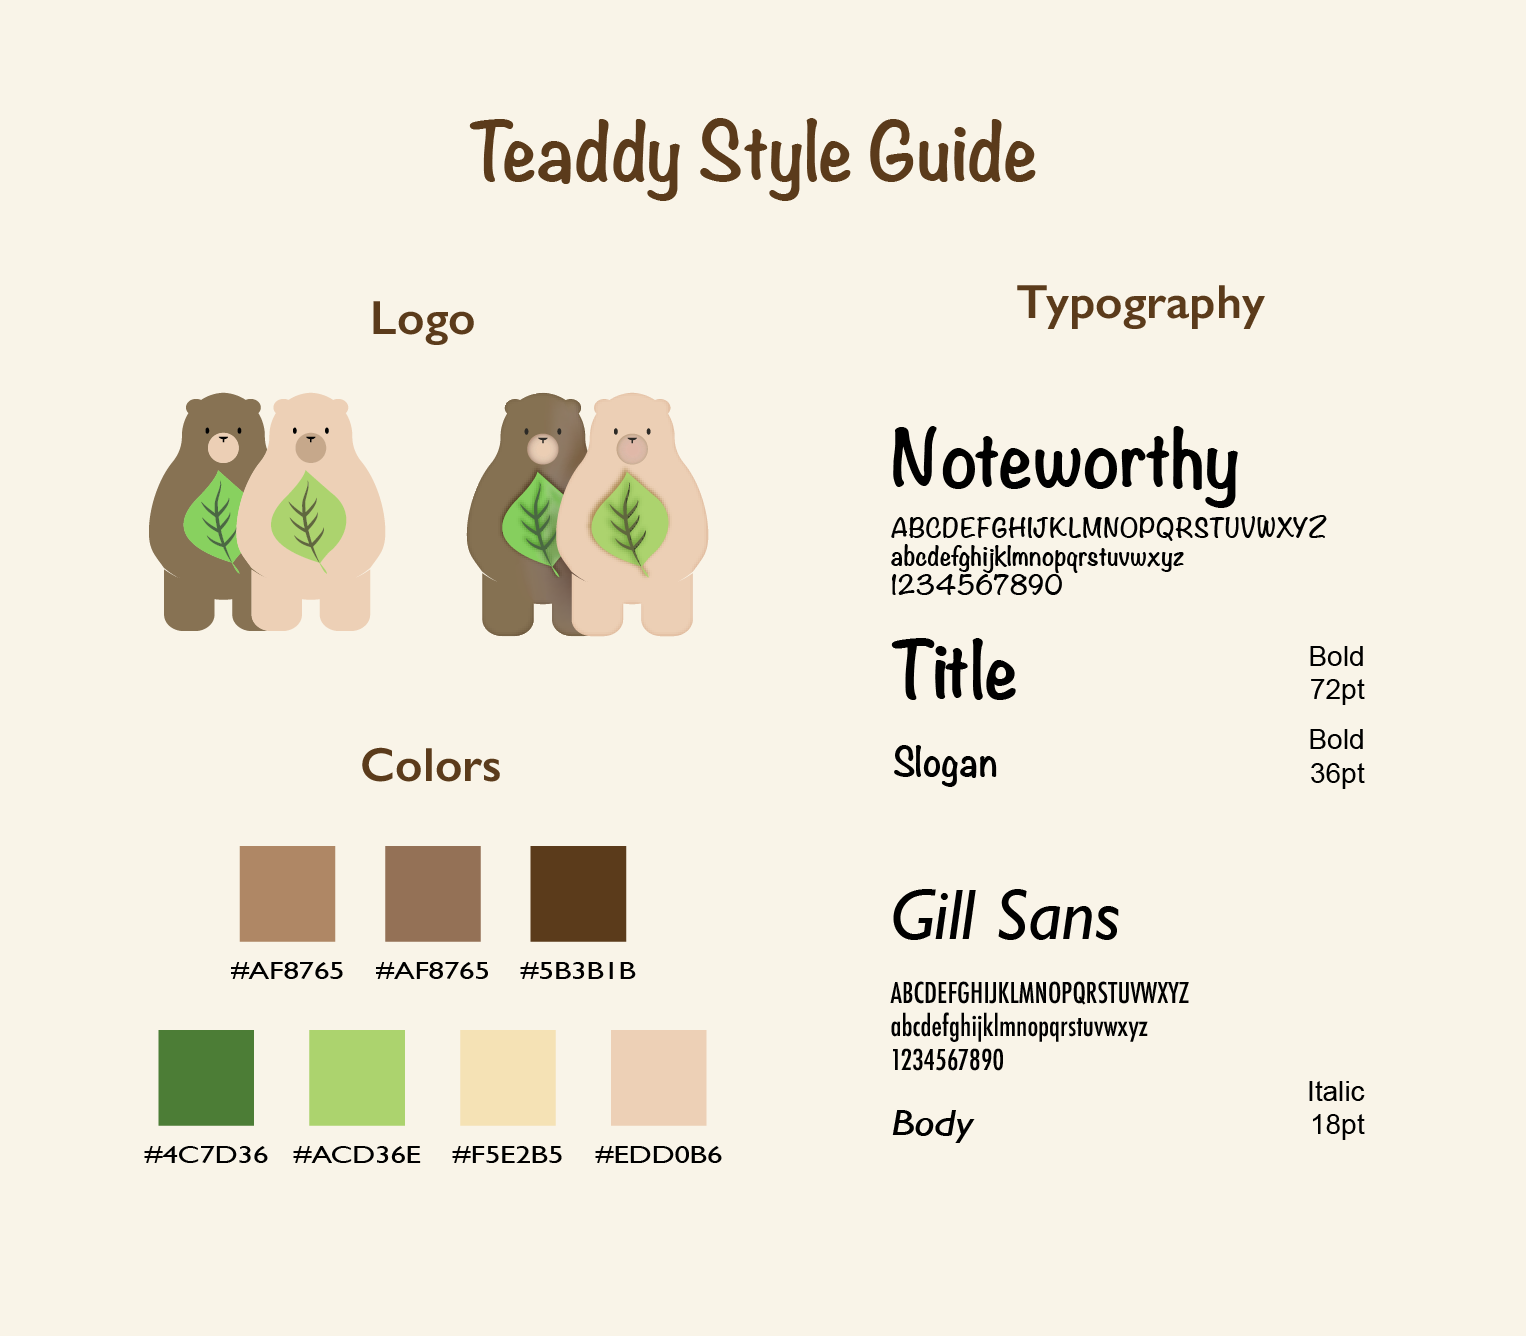 Teaddy Style Guide
Logo
Colors
#AF8765 #AF8765 #5B3B1B
#4C7D36 #ACD36E #F5E2B5 #EDD0B6
Typography
Noteworthy
ABCDEFGHIJKLMNOPQRSTUVWXYZ
abcdefghijklmnopqrstuvwxyz
1234567890
Title
Bold
72pt
Slogan
Bold
36pt
Gill Sans
ABCDEFGHIJKLMNOPQRSTUVWXYZ
abcdefghijklmnopqrstuvwxyz
1234567890
Body
Italic
18pt